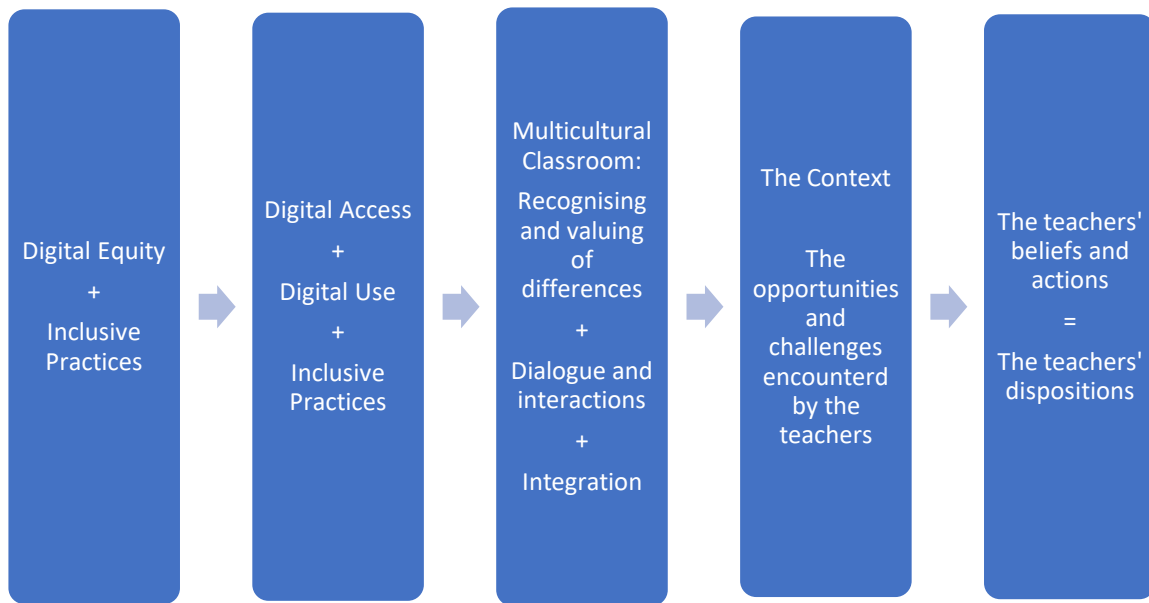 Digital Equity
+
Inclusive
Practices
Digital Access
+
Digital Use
+
Inclusive
Practices
Multicultural
Classroom:
Recognising
and valuing
of
differences
+
Dialogue and
interactions
+
Integration
The Context
The
opportunities
and
challenges
encounterd
by the
teachers
The teachers'
beliefs and
actions
=
The teachers'
dispositions